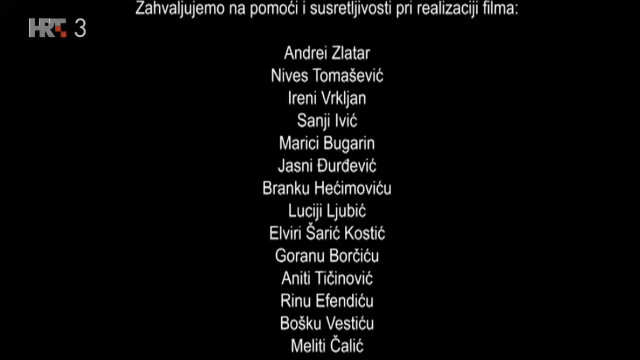 Zahvaljujemo na pomoći i susretljivosti pri realizaciji filma:
HRT 3
Andrei Zlatar
Nives Tomašević
Ireni Vrkljan
Sanji Ivić
Marici Bugarin
Jasni Đurđević
Branku Hećimoviću
Luciji Ljubić
Elviri Šarić Kostić
Goranu Borčiću
Aniti Tičinović
Rinu Efendiću
Bošku Vestiću
Meliti Čalić